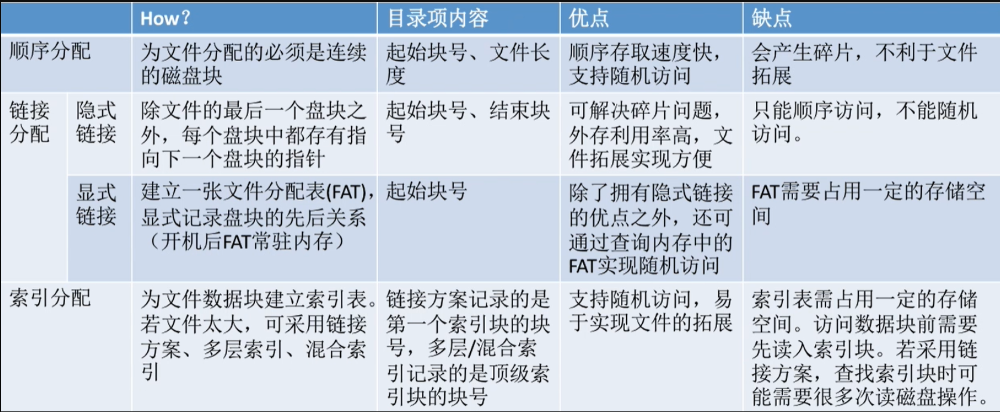 How?
目录项内容
优点
缺点
顺序分配
为文件分配的必须是连续
的磁盘块
起始块号、文件长
度
顺序存取速度快，
支持随机访问
会产生碎片，不利于文件
拓展
链接
分配
隐式
链接
除文件的最后一个盘块之
外，每个盘块中都存有指
向下一个盘块的指针
起始块号、结束块
号
可解决碎片问题，
外存利用率高，文
件拓展实现方便
只能顺序访问，不能随机
访问。
显式
链接
建立一张文件分配表(FAT)，
显式记录盘块的先后关系
（开机后FAT常驻内存）
起始块号
除了拥有隐式链接
的优点之外，还可
通过查询内存中的
FAT实现随机访问
FAT需要占用一定的存储空
间
索引分配
为文件数据块建立索引表。
若文件太大，可采用链接
方案、多层索引、混合索
引
链接方案记录的是
第一个索引块的块
号，多层/混合索
引记录的是顶级索
引块的块号
支持随机访问，易
于实现文件的拓展
索引表需占用一定的存储
空间。访问数据块前需要
先读入索引块。若采用链
接方案，查找索引块时可
能需要很多次读磁盘操作。